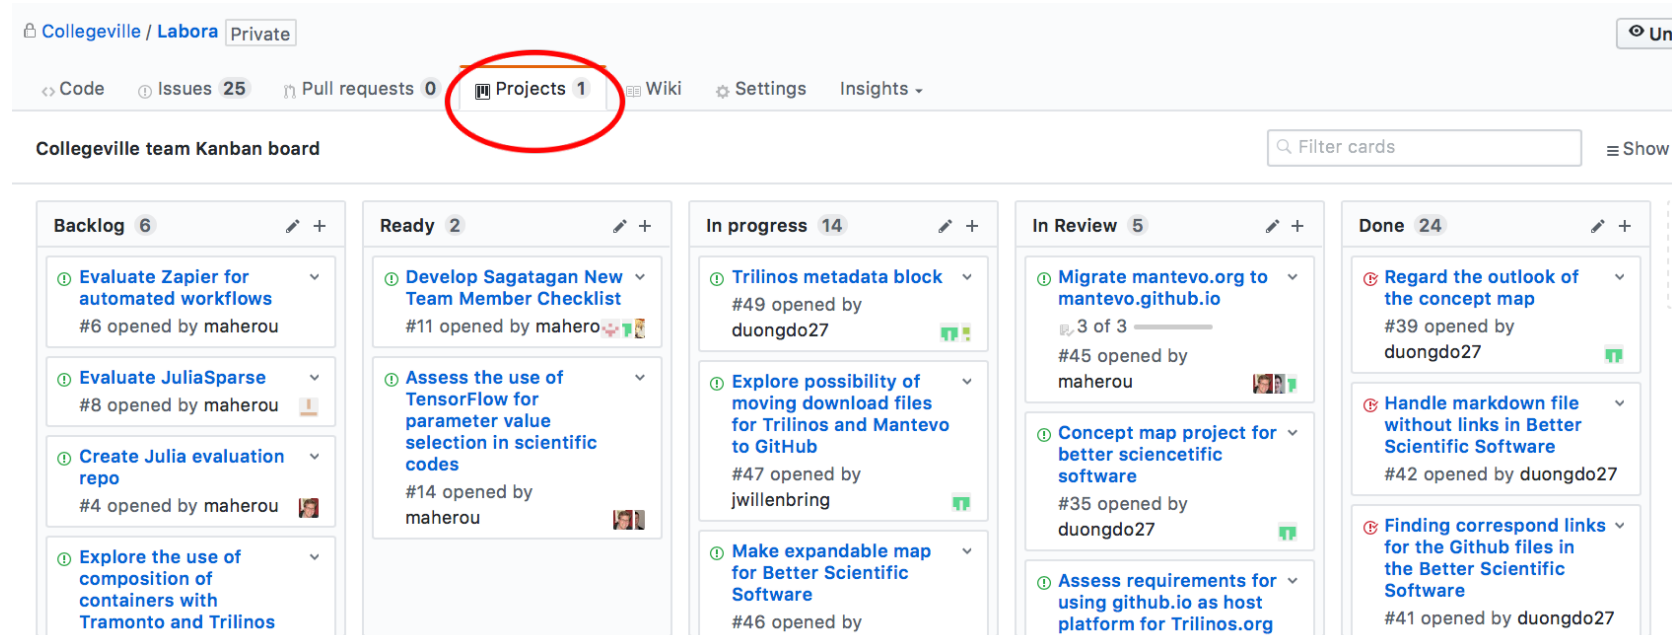 Collegeville / Labora Private
Un
Code Issues 25 Pull requests 0 Projects 1 Wiki Settings Insights
Collegeville team Kanban board
Filter cards
Show
Backlog 6
Evaluate Zapier for
automated workflows
#6 opened by maherou
Evaluate JuliaSparse
#8 opened by maherou
Create Julia evaluation
repo
#4 opened by maherou
Explore the use of
composition of
containers with
Tramonto and Trilinos
Ready 2
Develop Sagatagan New
Team Member Checklist
#11 opened by mahero
Assess the use of
TensorFlow for
parameter value
selection in scientific
codes
#14 opened by
maherou
In progress 14
Trilinos metadata block
#49 opened by
duongdo27
Explore possibility of
moving download files
for Trilinos and Mantevo
to GitHub
#47 opened by
jwillenbring
Make expandable map
for Better Scientific
Software
#46 opened by
In Review 5
Migrate mantevo.org to
mantevo.github.io
3 of 3
#45 opened by
maherou
Concept map project for
better sciencetific
software
#35 opened by
duongdo27
Assess requirements for
using github.io as host
platform for Trilinos.org
Done 24
Regard the outlook of
the concept map
#39 opened by
duongdo27
Handle markdown file
without links in Better
Scientific Software
#42 opened by duongdo27
Finding correspond links
for the Github files in
the Better Scientific
Software
#41 opened by duongdo27